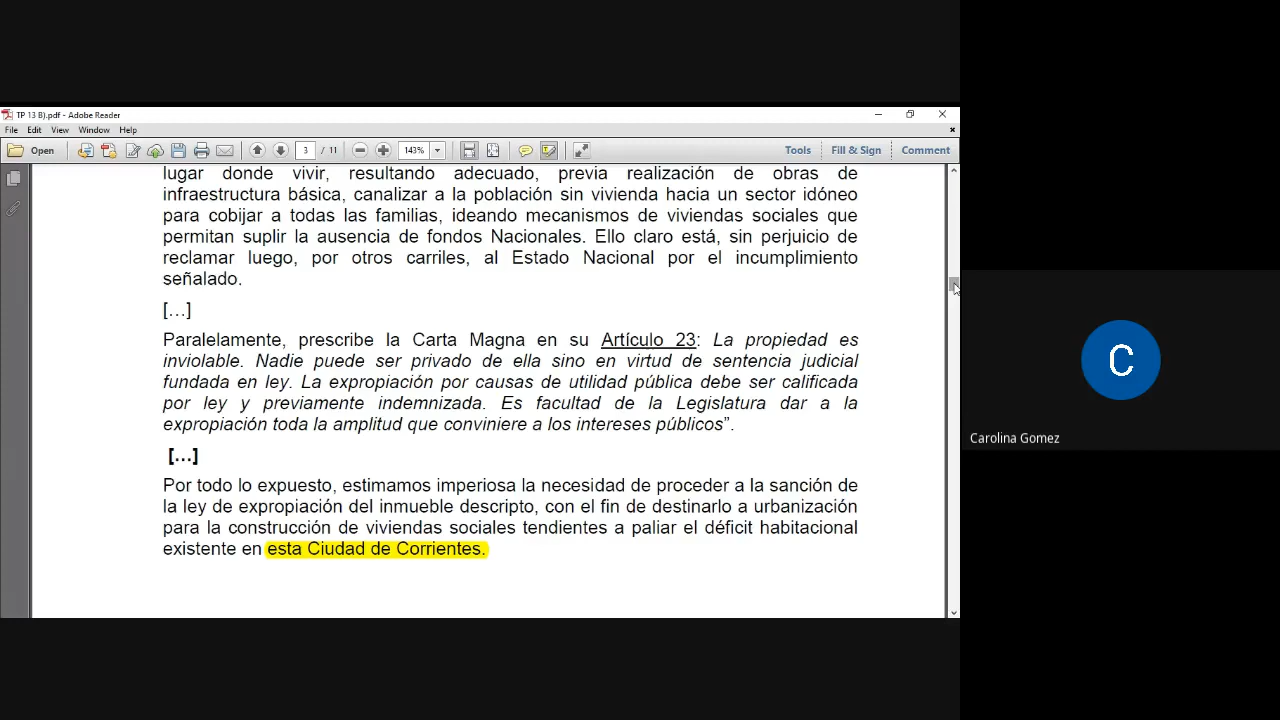 TP 13 B).pdf - Adobe Reader
File Edit View Window Help
Open 3 / 11 143% Tools Fill & Sign Comment
lugar donde vivir, resultando adecuado, previa realización de obras de
infraestructura básica, canalizar a la población sin vivienda hacia un sector idóneo
para cobijar a todas las familias, ideando mecanismos de viviendas sociales que
permitan suplir la ausencia de fondos Nacionales. Ello claro está, sin perjuicio de
reclamar luego, por otros carriles, al Estado Nacional por el incumplimiento
señalado.
[…]
Paralelamente, prescribe la Carta Magna en su Artículo 23: La propiedad es
inviolable. Nadie puede ser privado de ella sino en virtud de sentencia judicial
fundada en ley. La expropiación por causas de utilidad pública debe ser calificada
por ley y previamente indemnizada. Es facultad de la Legislatura dar a la
expropiación toda la amplitud que conviniere a los intereses públicos”.
[…]
Por todo lo expuesto, estimamos imperiosa la necesidad de proceder a la sanción de
la ley de expropiación del inmueble descripto, con el fin de destinarlo a urbanización
para la construcción de viviendas sociales tendientes a paliar el déficit habitacional
existente en esta Ciudad de Corrientes.
C
Carolina Gomez